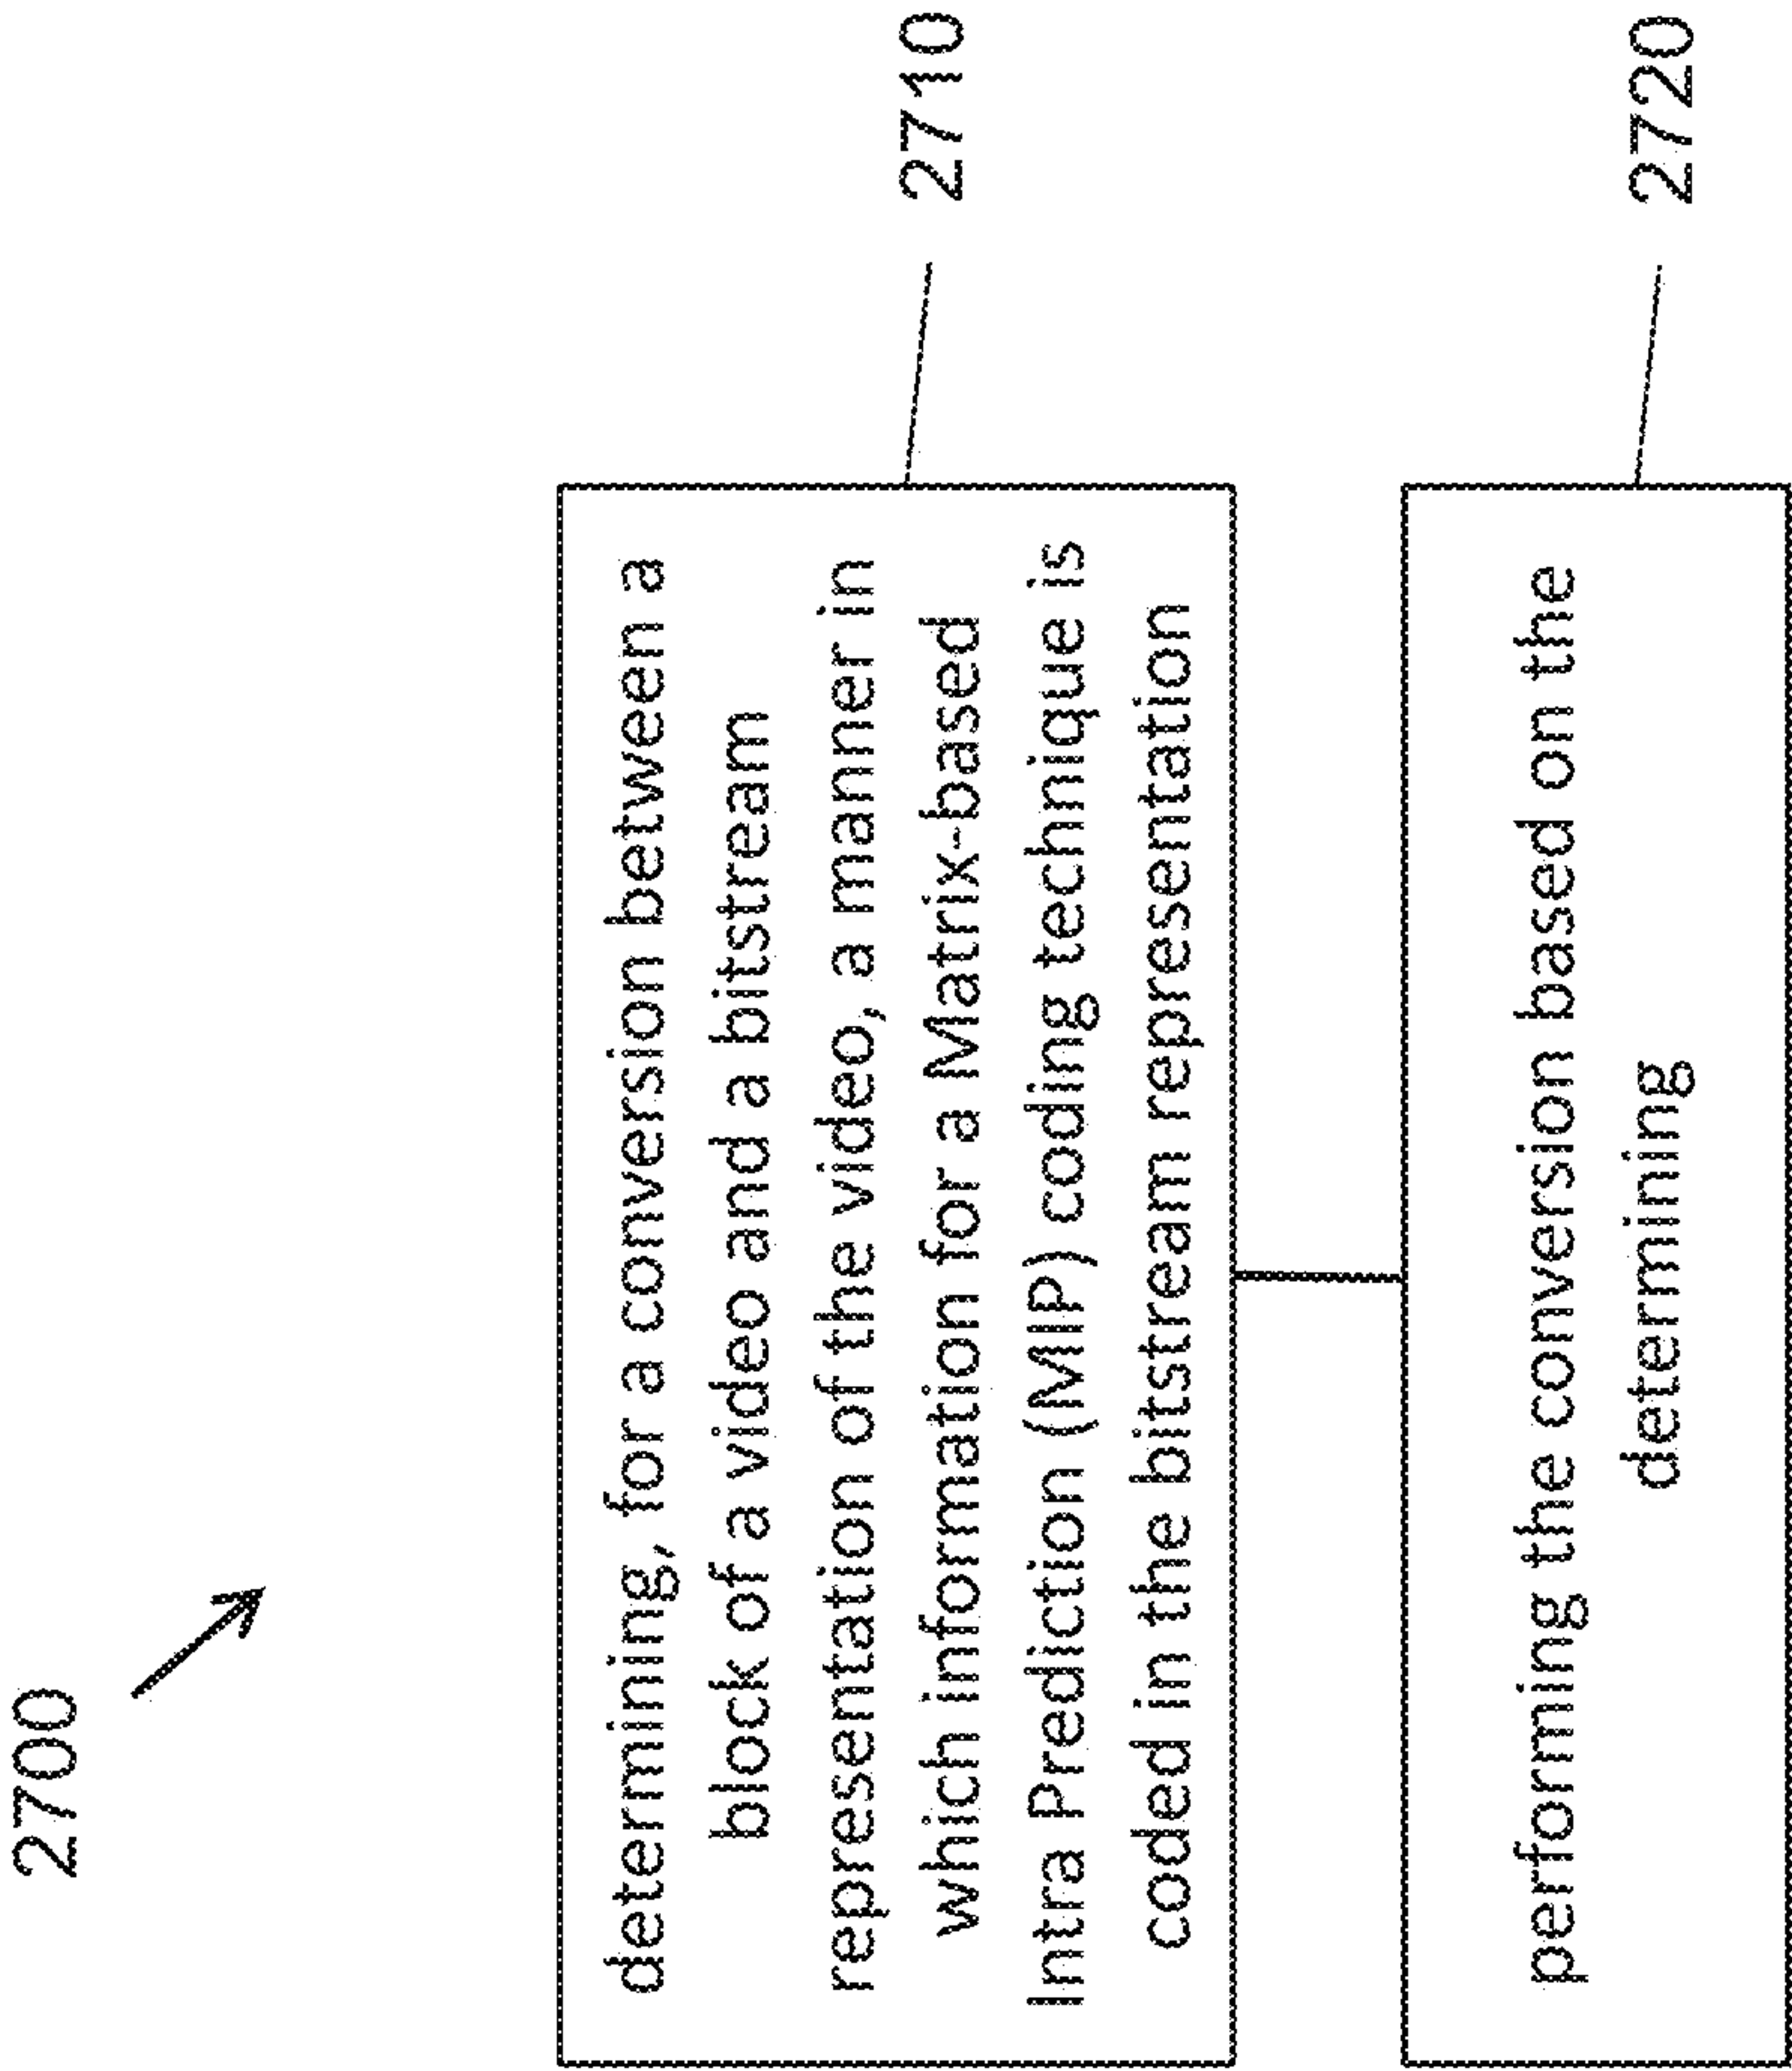 2700
determining, for a conversion between a
block of a video and a bitstream
representation of the video, a manner in
which information for a Matrix-based
Intra Prediction (MIP) coding technique is
coded in the bitstream representation
2710
performing the conversion based on the
determining
2720